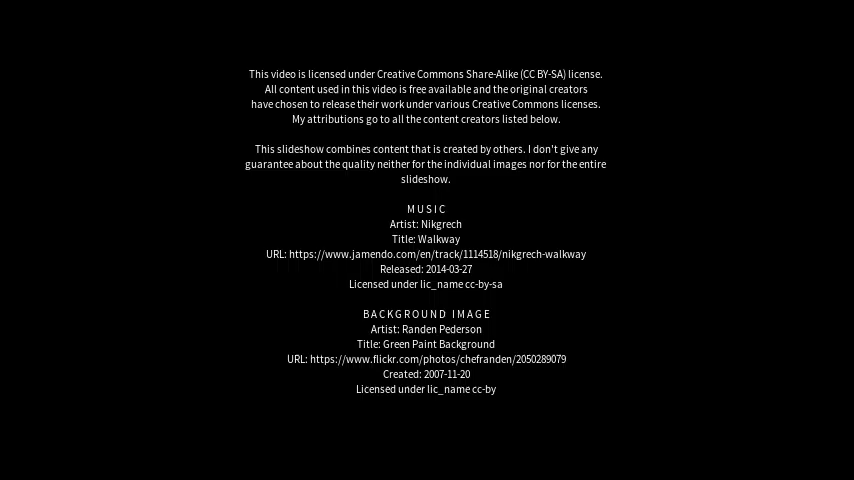 This video is licensed under Creative Commons Share-Alike (CC BY-SA) license.
All content used in this video is free available and the original creators
have chosen to release their work under various Creative Commons licenses.
My attributions go to all the content creators listed below.
This slideshow combines content that is created by others. I don't give any
guarantee about the quality neither for the individual images nor for the entire
slideshow.
MUSIC
Artist: Nikgrech
Title: Walkway
URL: https://www.jamendo.com/en/track/1114518/nikgrech-walkway
Released: 2014-03-27
Licensed under lic_name cc-by-sa
BACKGROUND IMAGE
Artist: Randen Pederson
Title: Green Paint Background
URL: https://www.flickr.com/photos/chefranden/2050289079
Created: 2007-11-20
Licensed under lic_name cc-by